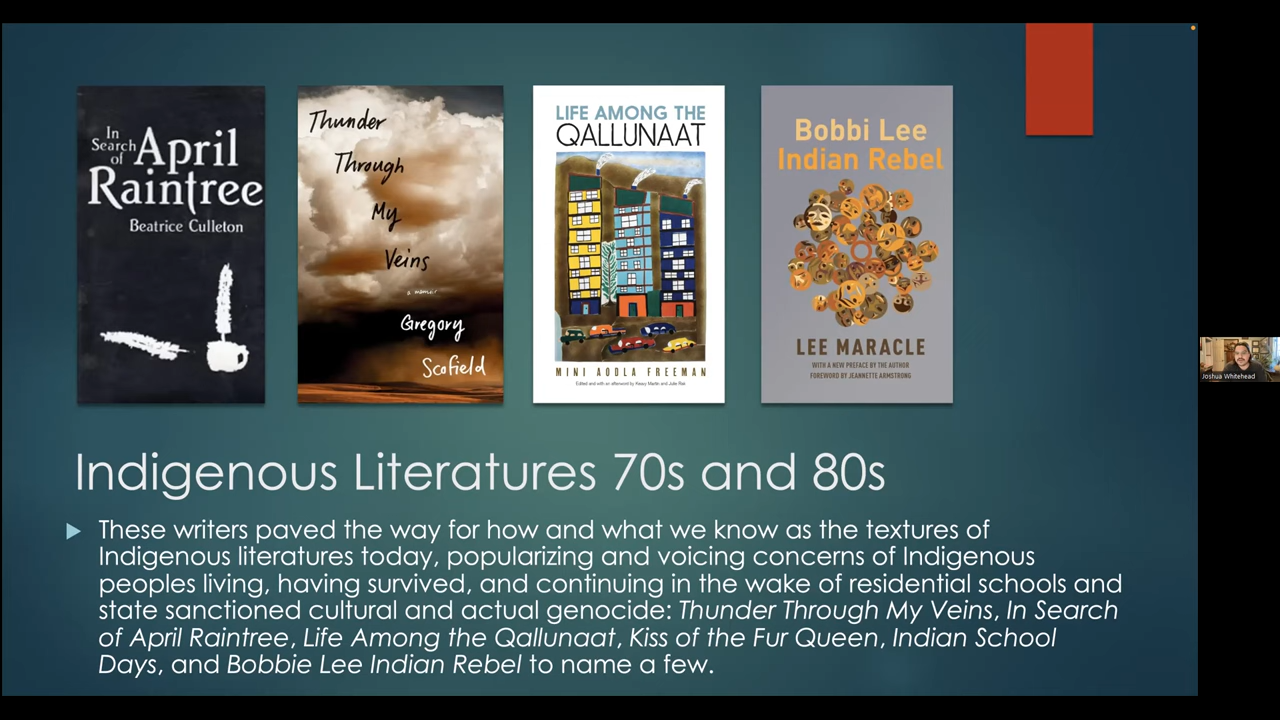 In
Search
of April
Raintree
Beatrice Culleton
Thunder
Through
My
Veins
a memoir
Gregory
Scofield
LIFE AMONG THE
QALLUNAAT
MINI AODLA FREEMAN
Edited and with an afterword by Keavy Martin and Julie Rak
Bobbi Lee
Indian Rebel
LEE MARACLE
WITH A NEW PREFACE BY THE AUTHOR
FOREWORD BY JEANNETTE ARMSTRONG
Joshua Whitehead
Indigenous Literatures 70s and 80s
These writers paved the way for how and what we know as the textures of
Indigenous literatures today, popularizing and voicing concerns of Indigenous
peoples living, having survived, and continuing in the wake of residential schools and
state sanctioned cultural and actual genocide: Thunder Through My Veins, In Search
of April Raintree, Life Among the Qallunaat, Kiss of the Fur Queen, Indian School
Days, and Bobbie Lee Indian Rebel to name a few.